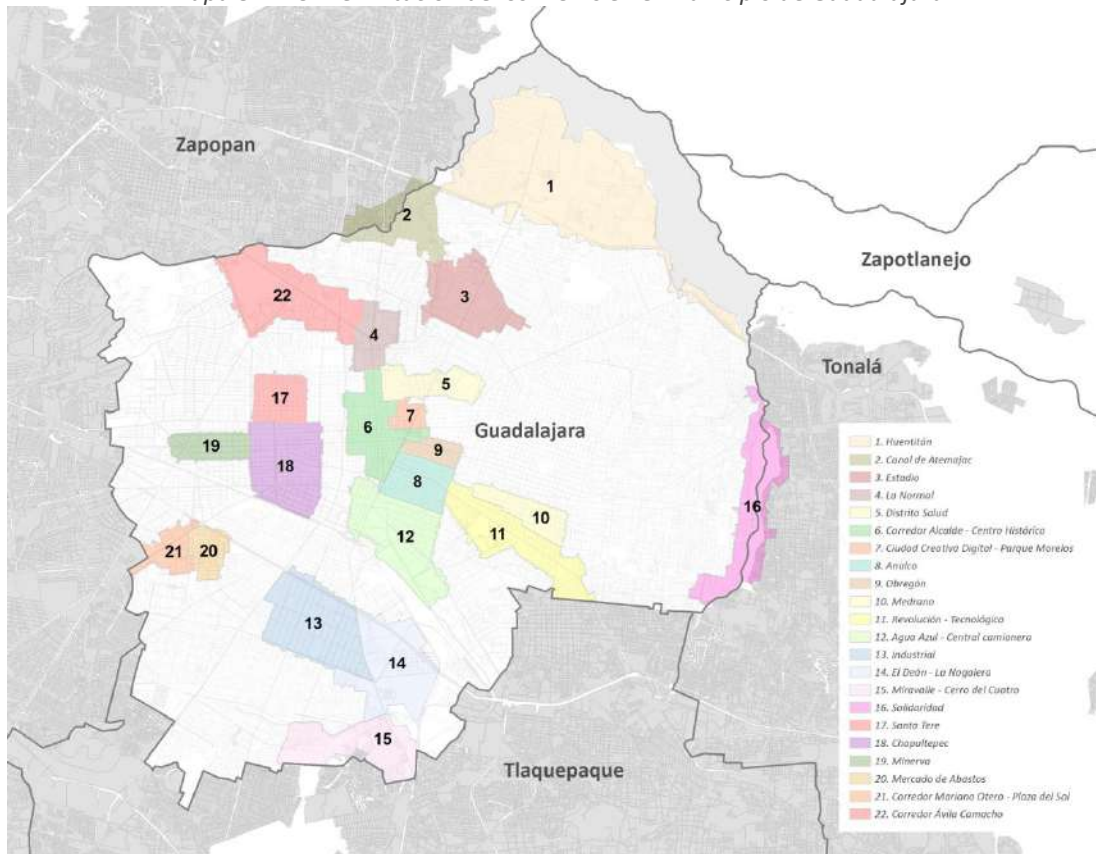 Zapopan
1
2
Zapotlanejo
3
22
4
Tonalá
5
17
7
6
Guadalajara
19
9
18
8
16
10
11
12
21
20
13
14
15
Tlaquepaque
1. Huentitán
2. Canal de Atemajac
3. Estadio
4. La Normal
5. Distrito Salud
6. Corredor Alcalde - Centro Histórico
7. Ciudad Creativa Digital - Parque Morelos
8. Analco
9. Obregón
10. Medrano
11. Revolución - Tecnológico
12. Agua Azul - Central camionera
13. Industrial
14. El Deán - La Nogalera
15. Miravalle - Cerro del Cuatro
16. Solidaridad
17. Santa Tere
18. Chapultepec
19. Minerva
20. Mercado de Abastos
21. Corredor Mariano Otero - Plaza del Sol
22. Corredor Ávila Camacho